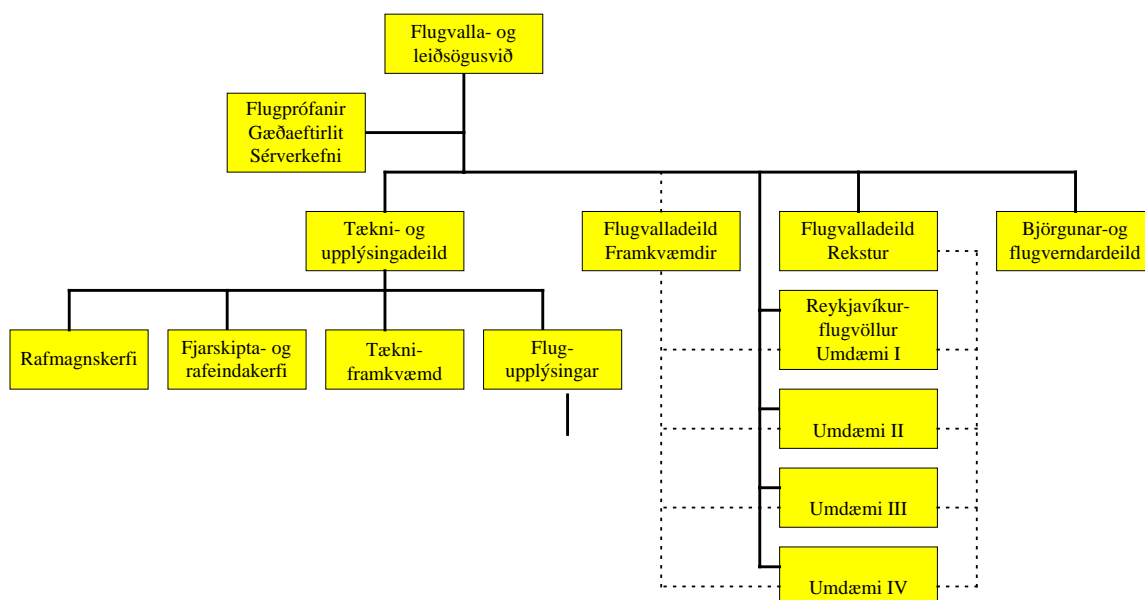 Flugvalla- og
leiðsögusvið
Flugprófanir
Gæðaeftirlit
Sérverkefni
Tækni- og
upplýsingadeild
Flugvalladeild
Framkvæmdir
Flugvalladeild
Rekstur
Björgunar-og
flugverndardeild
Rafmagnskerfi
Fjarskipta- og
rafeindakerfi
Tækni-
framkvæmd
Flug-
upplýsingar
Reykjavíkur-
flugvöllur
Umdæmi I
Umdæmi II
Umdæmi III
Umdæmi IV